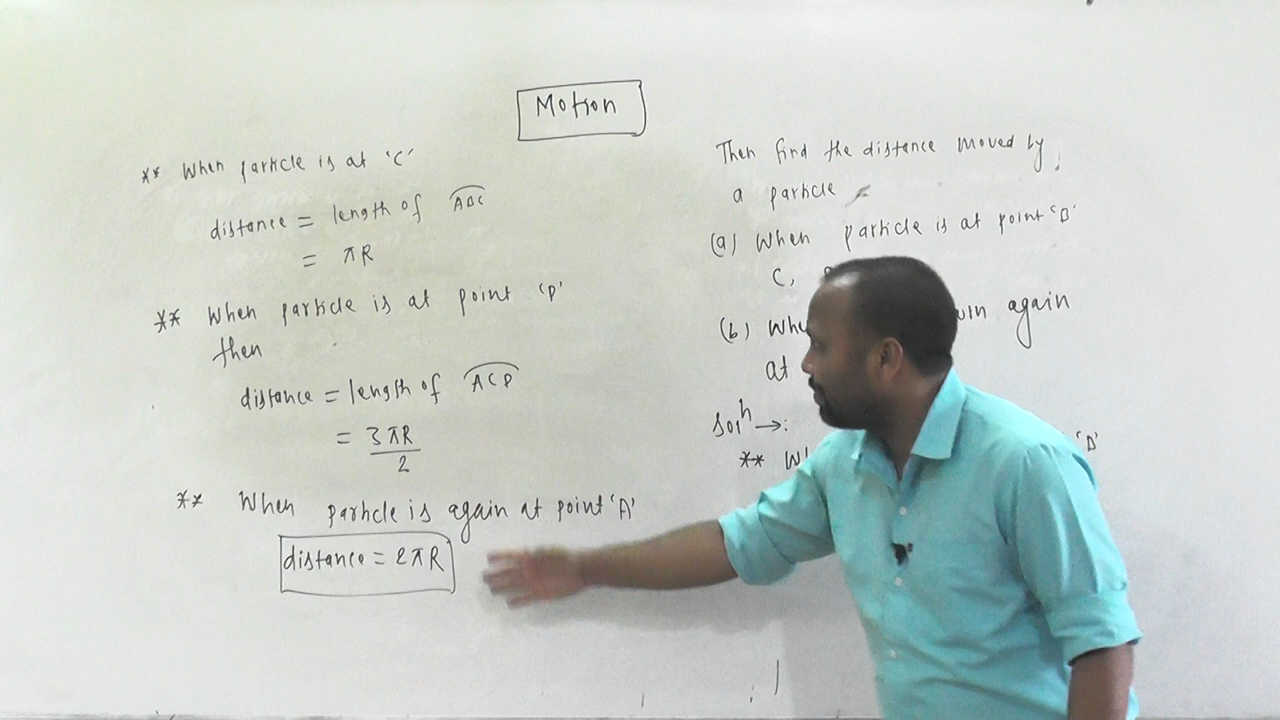 Motion
** When particle is at 'C'
distance = length of ABC
= πR
** When particle is at point 'D'
then
distance = length of ACD
= 3πR/2
** When particle is again at point 'A'
distance = 2πR
Then find the distance moved by
a particle
(a) When particle is at point 'B'
C,
(b) again
at
Solⁿ →:
** 'B'